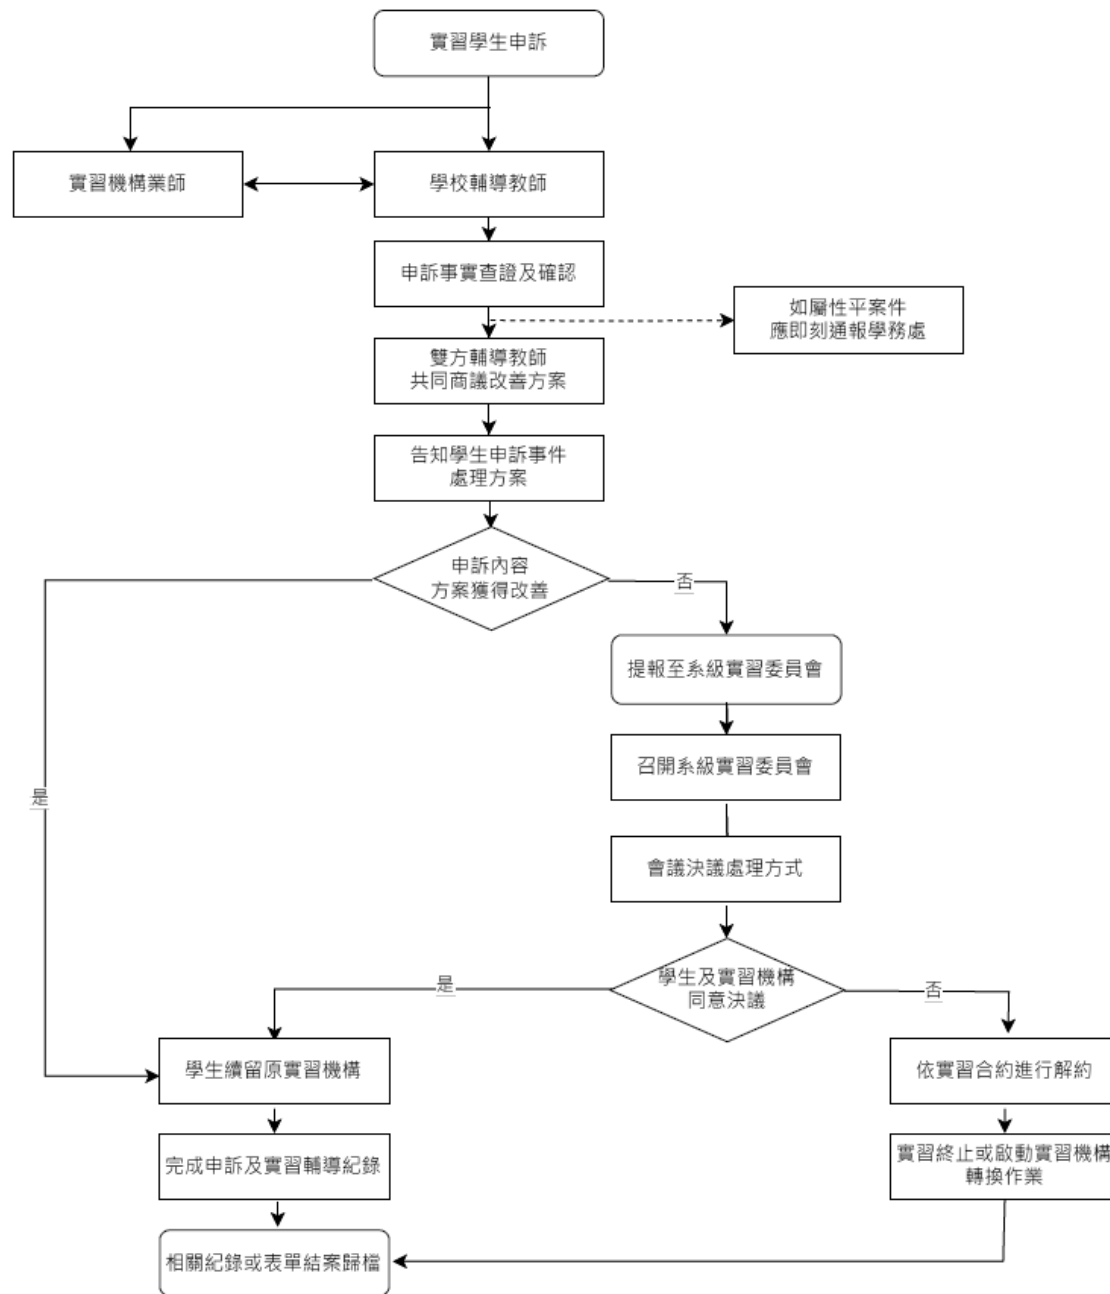 實習學生申訴
實習機構業師
學校輔導教師
申訴事實查證及確認
如屬性平案件
應即刻通報學務處
雙方輔導教師
共同商議改善方案
告知學生申訴事件
處理方案
申訴內容
方案獲得改善
否
提報至系級實習委員會
召開系級實習委員會
是
會議決議處理方式
學生及實習機構
同意決議
是
否
學生續留原實習機構
依實習合約進行解約
完成申訴及實習輔導紀錄
實習終止或啟動實習機構
轉換作業
相關紀錄或表單結案歸檔